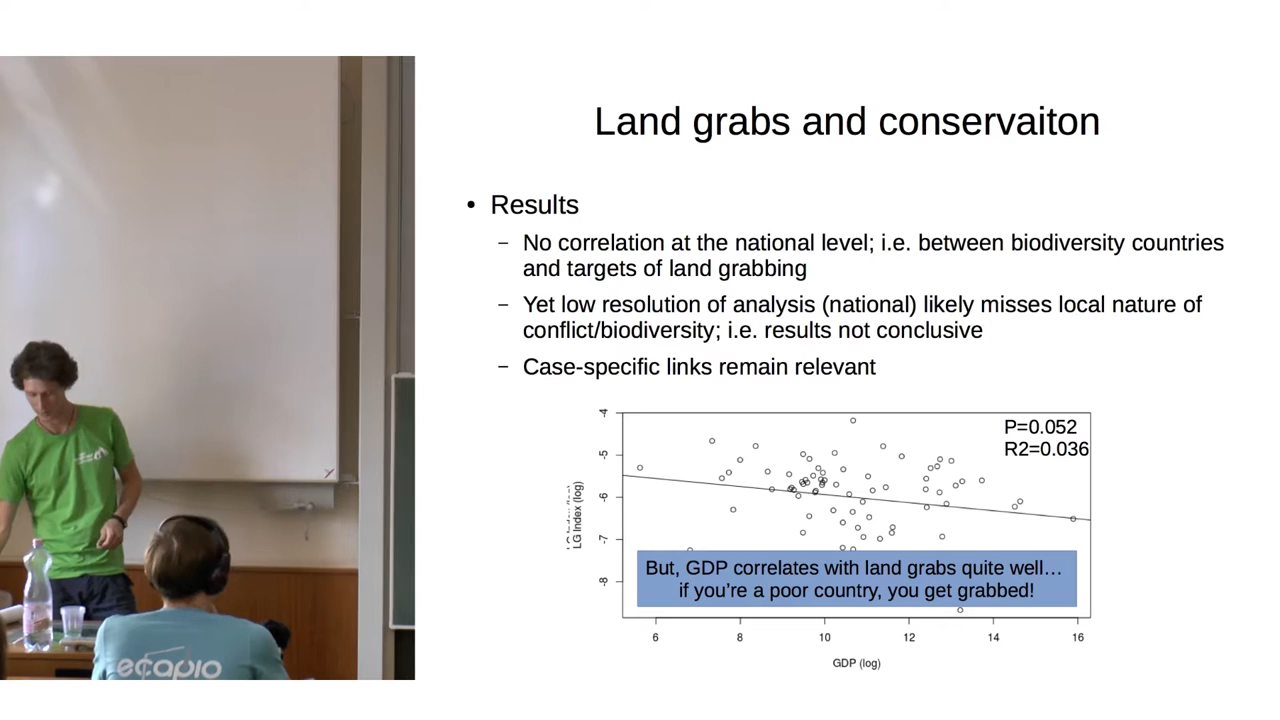 Land grabs and conservaiton
• Results
– No correlation at the national level; i.e. between biodiversity countries
and targets of land grabbing
– Yet low resolution of analysis (national) likely misses local nature of
conflict/biodiversity; i.e. results not conclusive
– Case-specific links remain relevant
P=0.052
R2=0.036
-4
-5
-6
-7
-8
LG Index (log)
But, GDP correlates with land grabs quite well…
if you’re a poor country, you get grabbed!
6 8 10 12 14 16
GDP (log)
ecapio